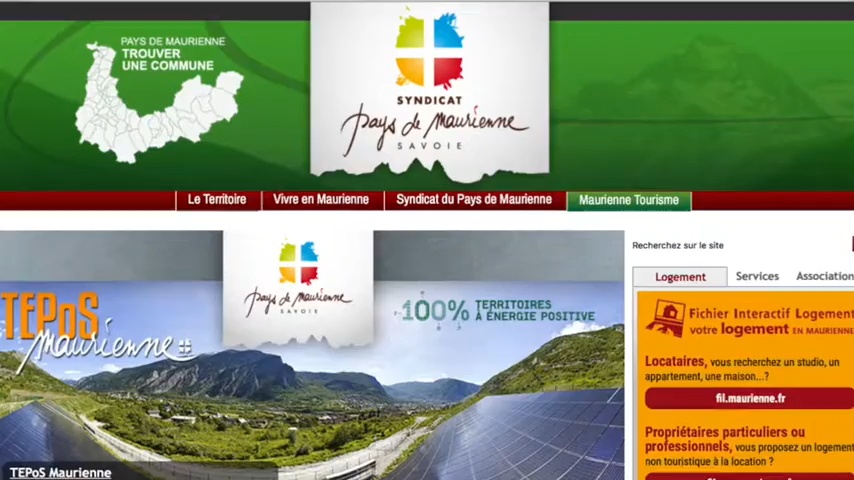 PAYS DE MAURIENNE
TROUVER
UNE COMMUNE
SYNDICAT
pays de maurienne
SAVOIE
Le Territoire
Vivre en Maurienne
Syndicat du Pays de Maurienne
Maurienne Tourisme
Recherchez sur le site
Logement
Services
Association
pays de maurienne
SAVOIE
TEPoS
Maurienne
100% TERRITOIRES
À ÉNERGIE POSITIVE
TEPoS Maurienne
Fichier Interactif Logement
votre logement EN MAURIENNE
Locataires, vous recherchez un studio, un
appartement, une maison...?
fil.maurienne.fr
Propriétaires particuliers ou
professionnels, vous proposez un logement
non touristique à la location ?